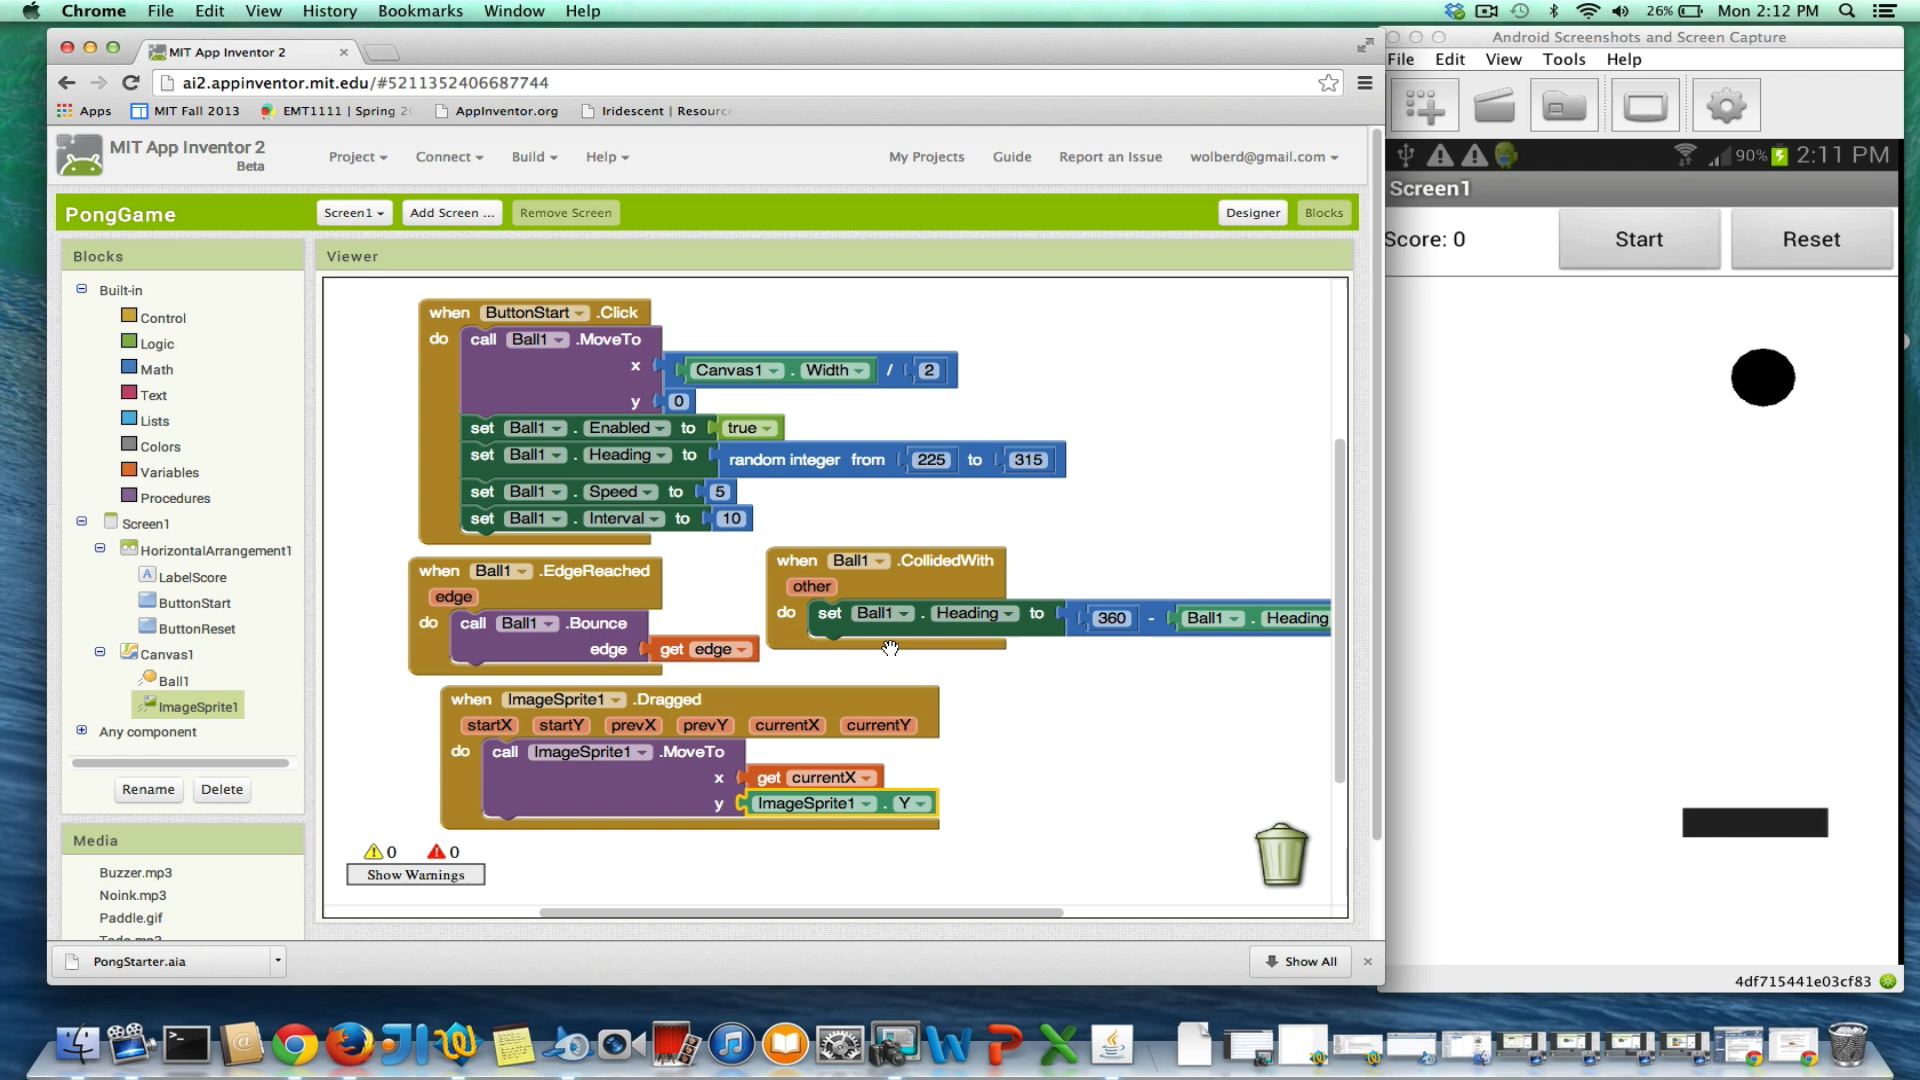 Chrome File Edit View History Bookmarks Window Help
26% Mon 2:12 PM
MIT App Inventor 2
ai2.appinventor.mit.edu/#5211352406687744
Apps MIT Fall 2013 EMT1111 | Spring 20 AppInventor.org Iridescent | Resource
MIT App Inventor 2
Beta
Project Connect Build Help
My Projects Guide Report an Issue wolberd@gmail.com
PongGame
Screen1 Add Screen ... Remove Screen
Designer Blocks
Blocks
Built-in
Control
Logic
Math
Text
Lists
Colors
Variables
Procedures
Screen1
HorizontalArrangement1
A LabelScore
ButtonStart
ButtonReset
Canvas1
Ball1
ImageSprite1
Any component
Rename Delete
Media
Buzzer.mp3
Noink.mp3
Paddle.gif
Viewer
when ButtonStart .Click
do call Ball1 .MoveTo
x Canvas1 . Width / 2
y 0
set Ball1 . Enabled to true
set Ball1 . Heading to random integer from 225 to 315
set Ball1 . Speed to 5
set Ball1 . Interval to 10
when Ball1 .EdgeReached
edge
do call Ball1 .Bounce
edge get edge
when Ball1 .CollidedWith
other
do set Ball1 . Heading to 360 - Ball1 . Heading
when ImageSprite1 .Dragged
startX startY prevX prevY currentX currentY
do call ImageSprite1 .MoveTo
x get currentX
y ImageSprite1 . Y
0 0
Show Warnings
PongStarter.aia
Show All
Android Screenshots and Screen Capture
File Edit View Tools Help
90% 2:11 PM
Screen1
Score: 0 Start Reset
4df715441e03cf83